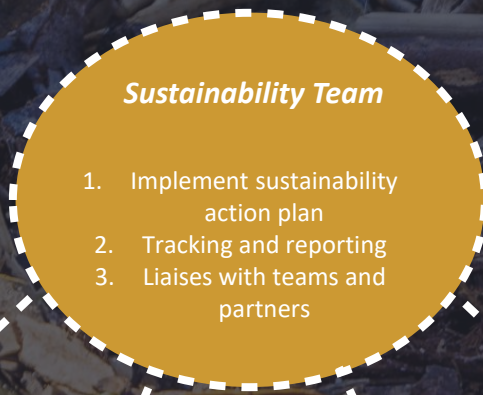 Sustainability Team
1. Implement sustainability
action plan
2. Tracking and reporting
3. Liaises with teams and
partners